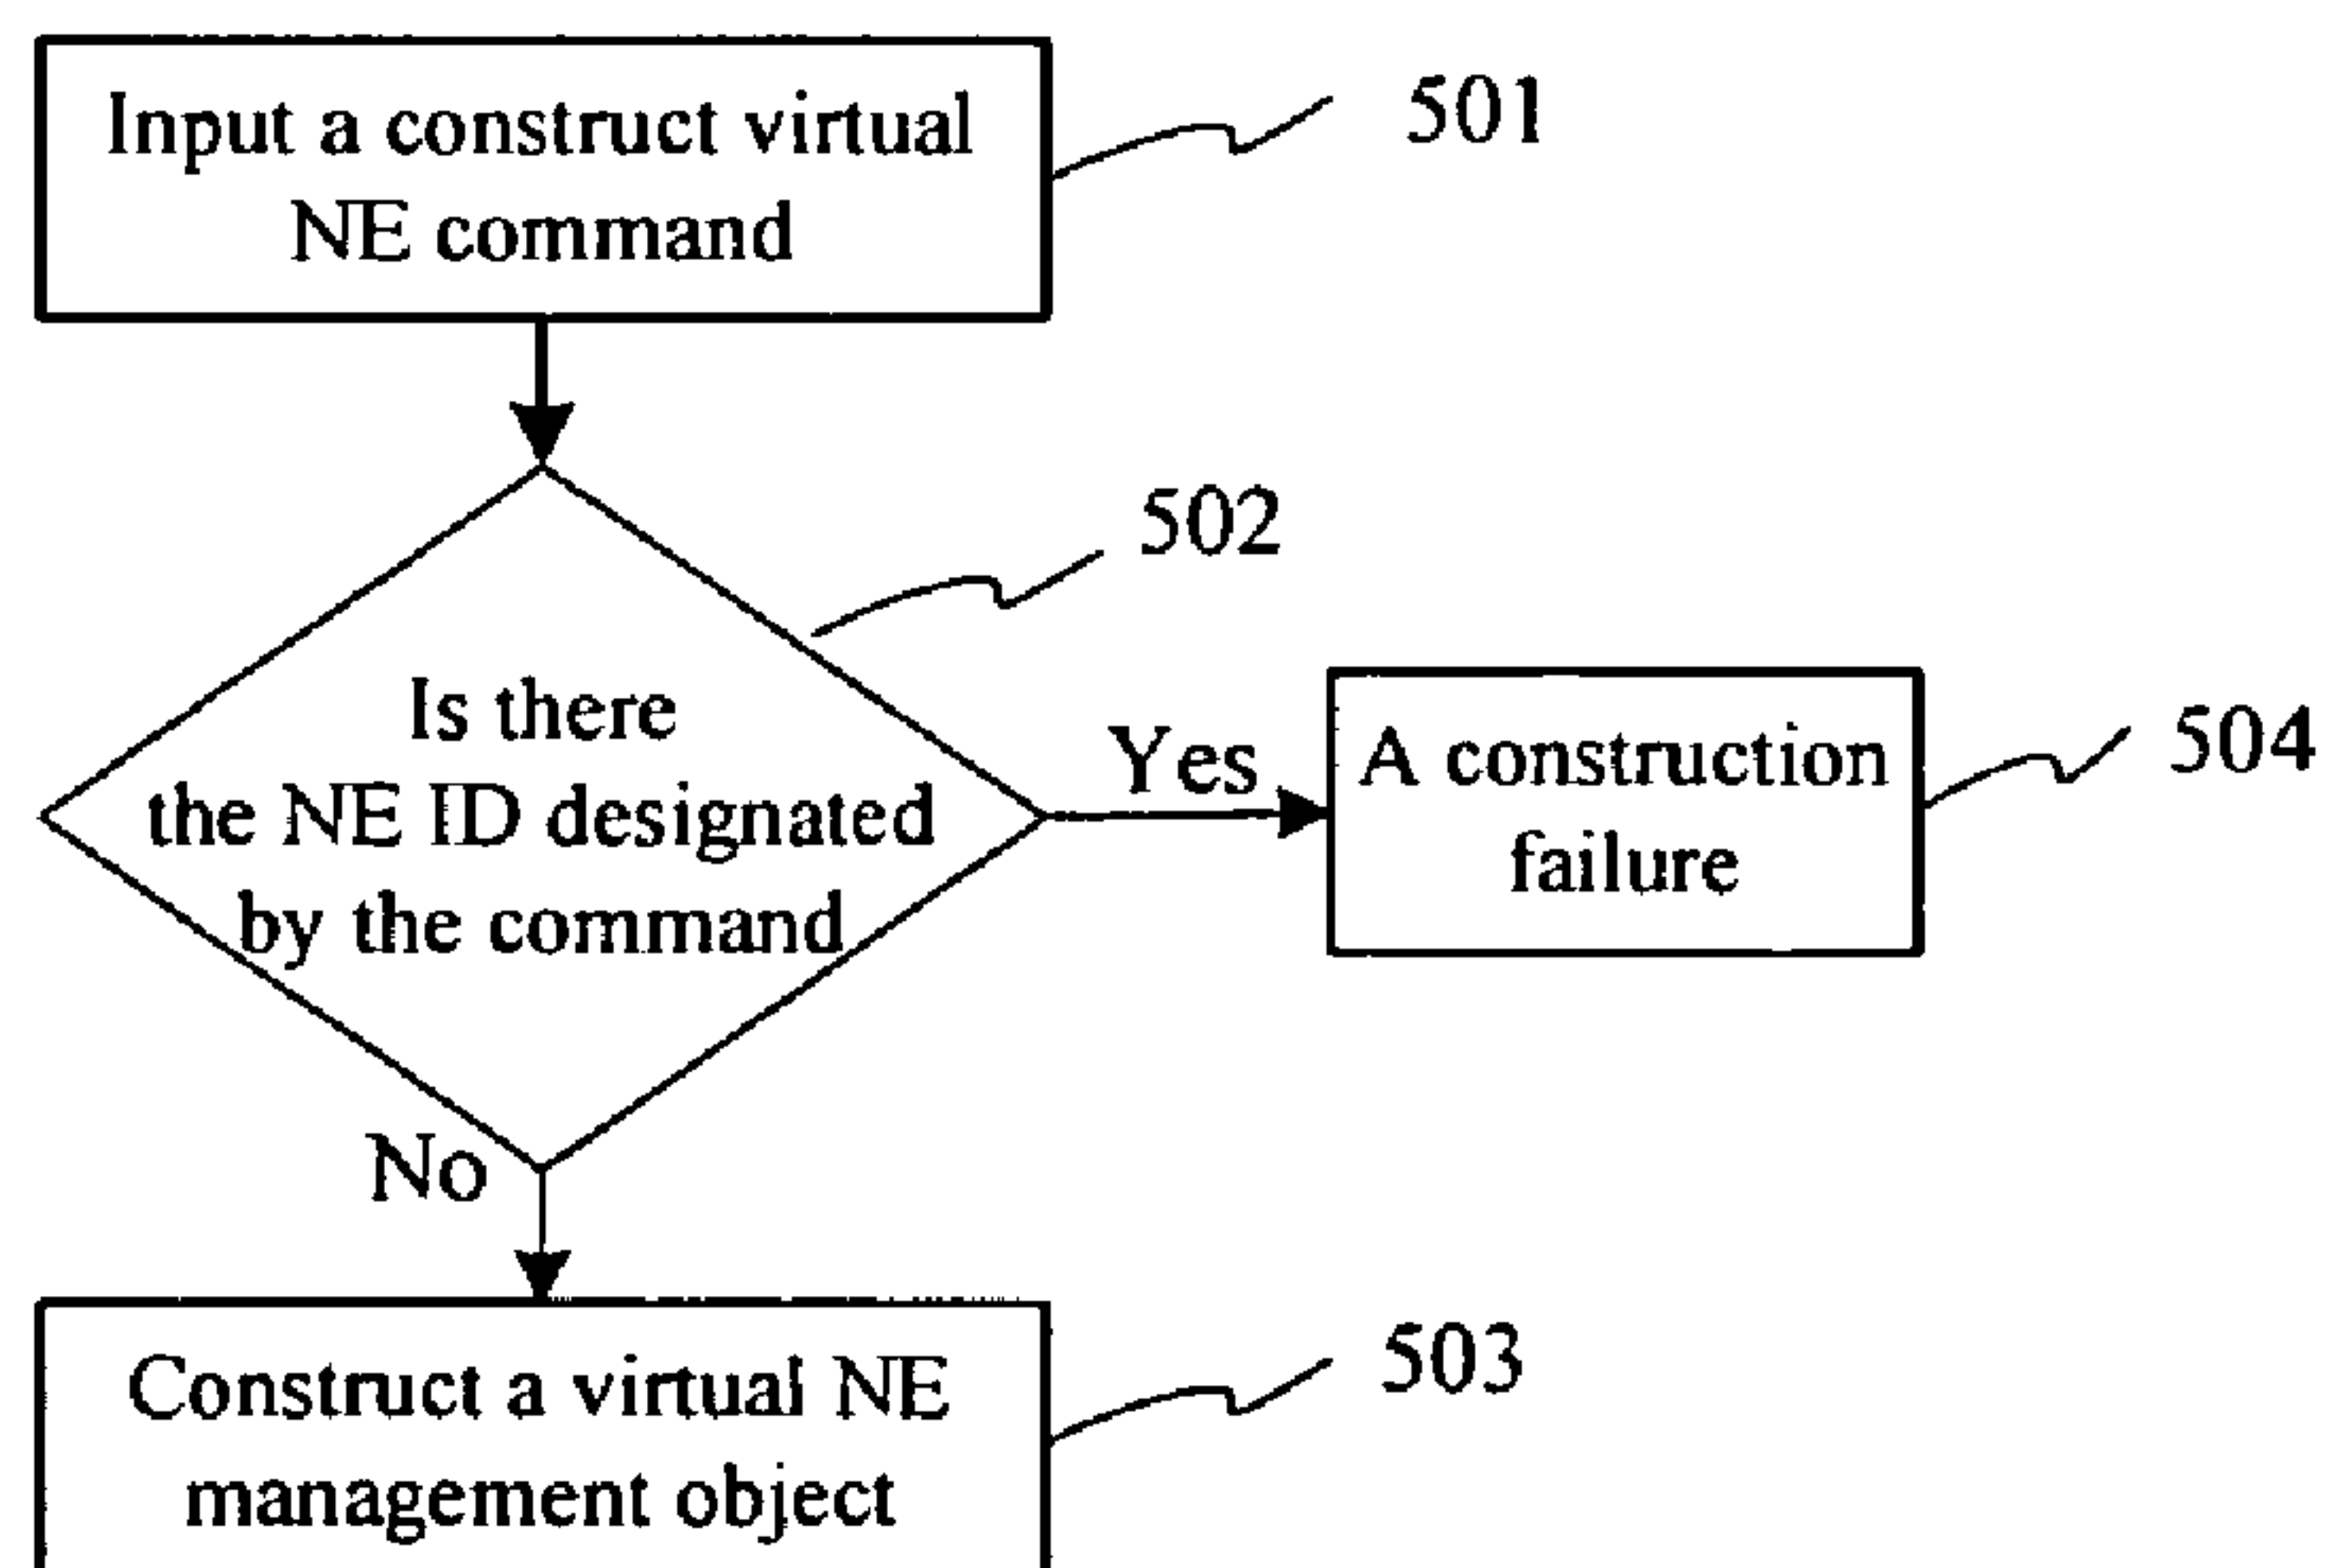 Input a construct virtual
NE command
501
502
Is there
the NE ID designated
by the command
Yes
A construction
failure
504
No
Construct a virtual NE
management object
503